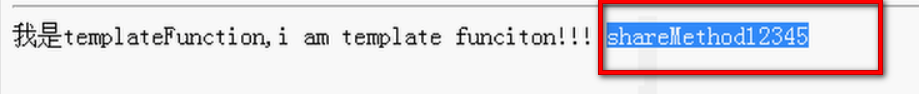 我是templateFunction,i am template funciton!!! shareMethod12345